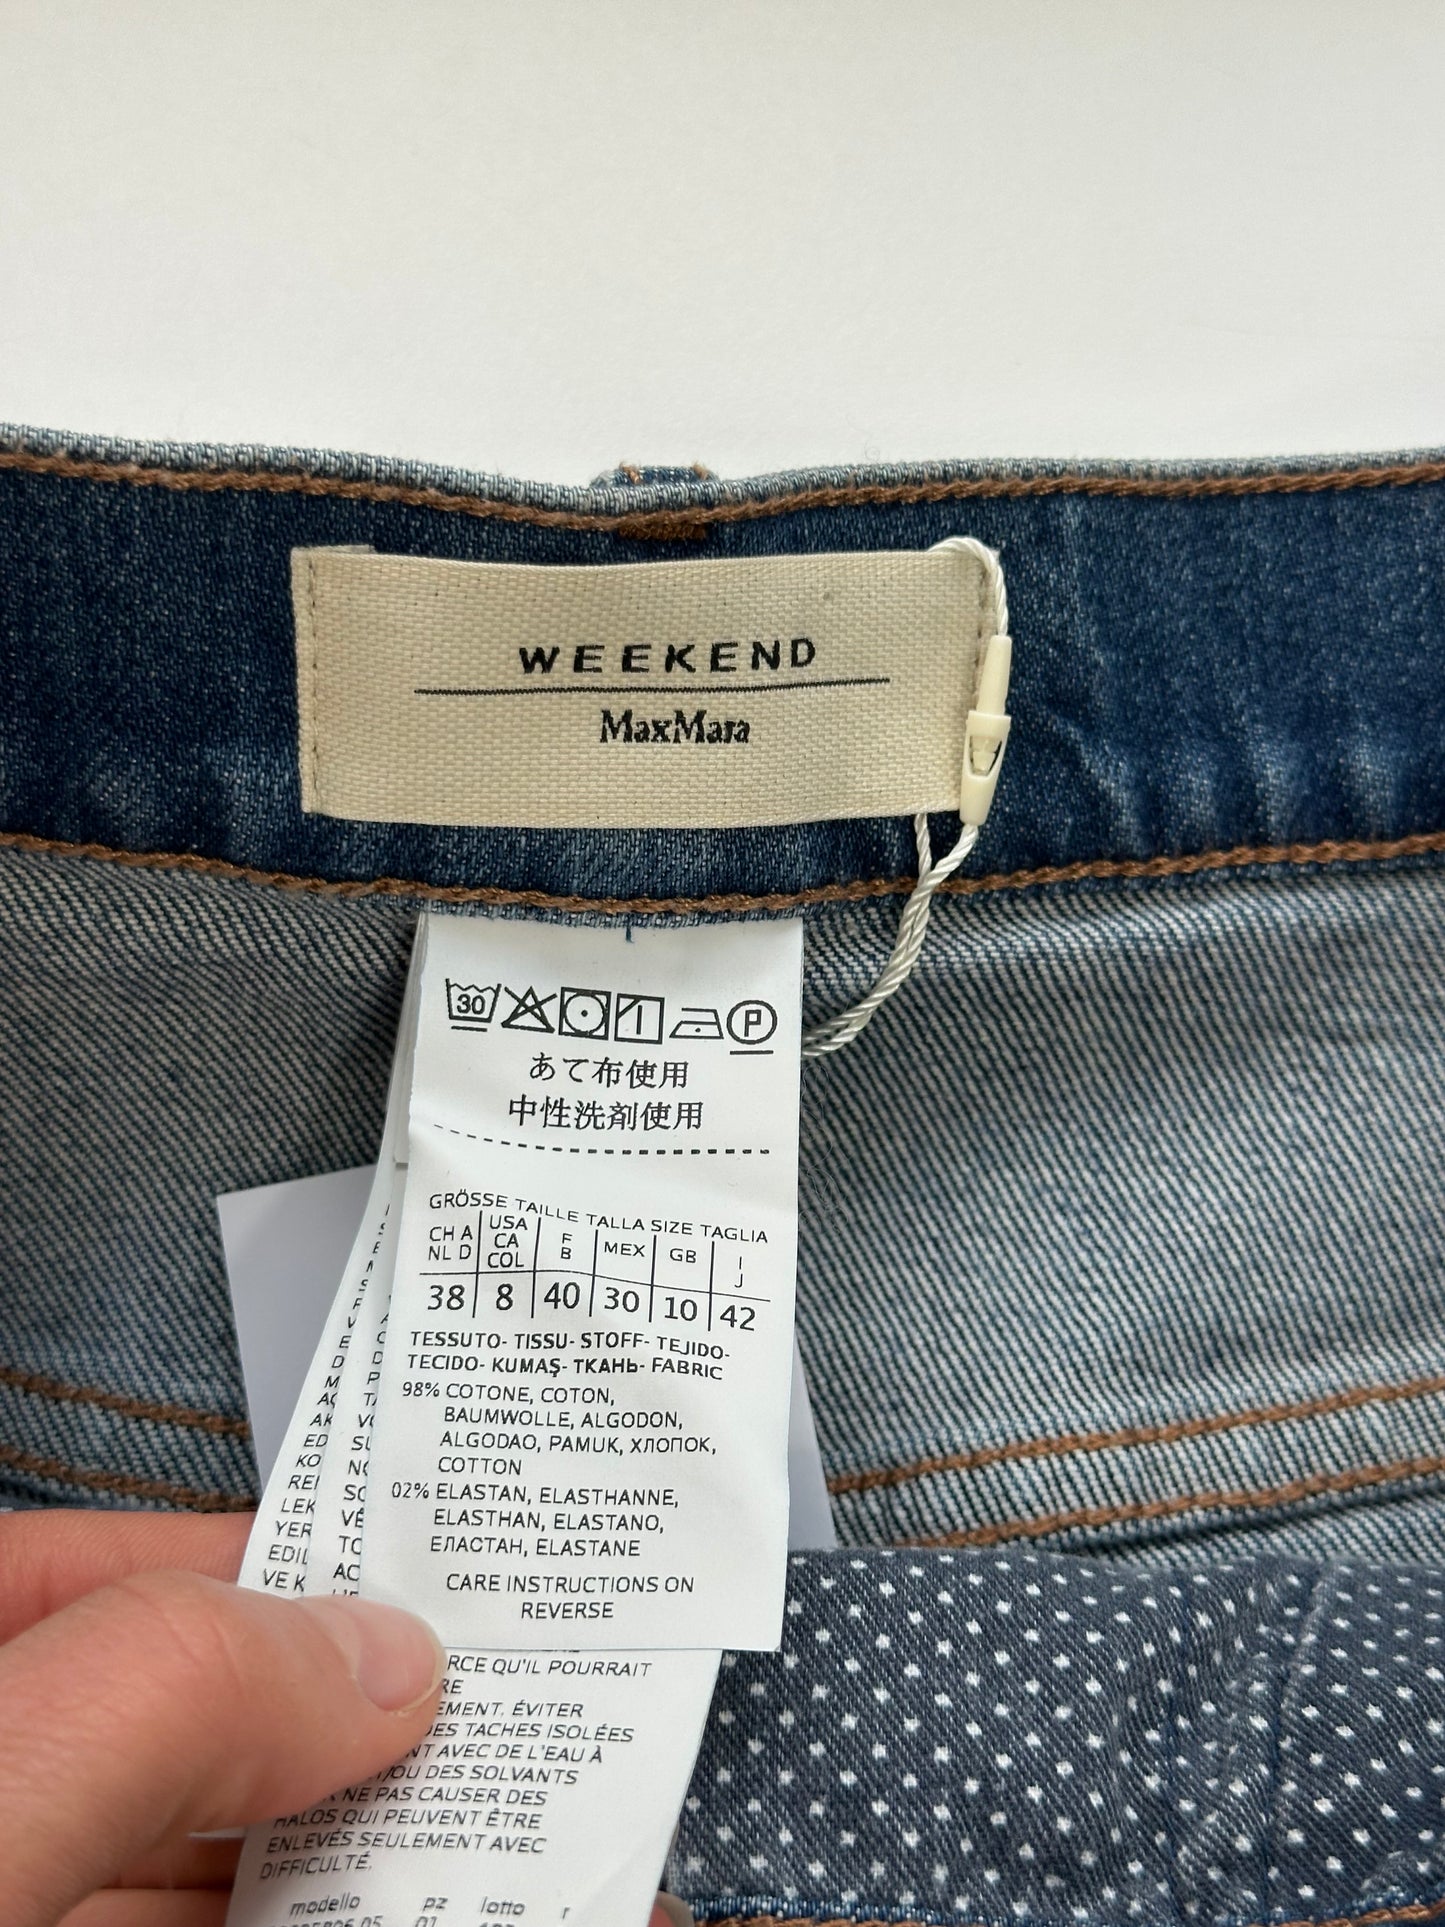 WEEKEND
MaxMara
30 P
あて布使用
中性洗剤使用
GRÖSSE TAILLE TALLA SIZE TAGLIA
CH A NL D USA CA COL F B MEX GB I J
38 8 40 30 10 42
TESSUTO- TISSU- STOFF- TEJIDO-
TECIDO- KUMAŞ- ТКАНЬ- FABRIC
98% COTONE, COTON,
BAUMWOLLE, ALGODON,
ALGODAO, PAMUK, ХЛОПОК,
COTTON
02% ELASTAN, ELASTHANNE,
ELASTHAN, ELASTANO,
ЕЛАСТАН, ELASTANE
CARE INSTRUCTIONS ON
REVERSE
QU'IL POURRAIT
ÉVITER
DES TACHES ISOLÉES
AVEC DE L'EAU À
DES SOLVANTS
NE PAS CAUSER DES
HALOS QUI PEUVENT ÊTRE
ENLEVÉS SEULEMENT AVEC
DIFFICULTÉ.
modello pz lotto